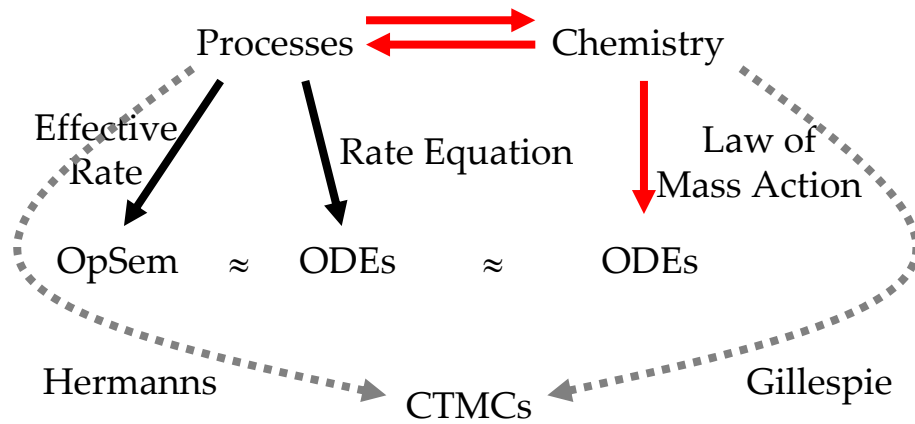 Processes Chemistry
Effective
Rate
Rate Equation
Law of
Mass Action
OpSem ≈ ODEs ≈ ODEs
Hermanns
CTMCs
Gillespie